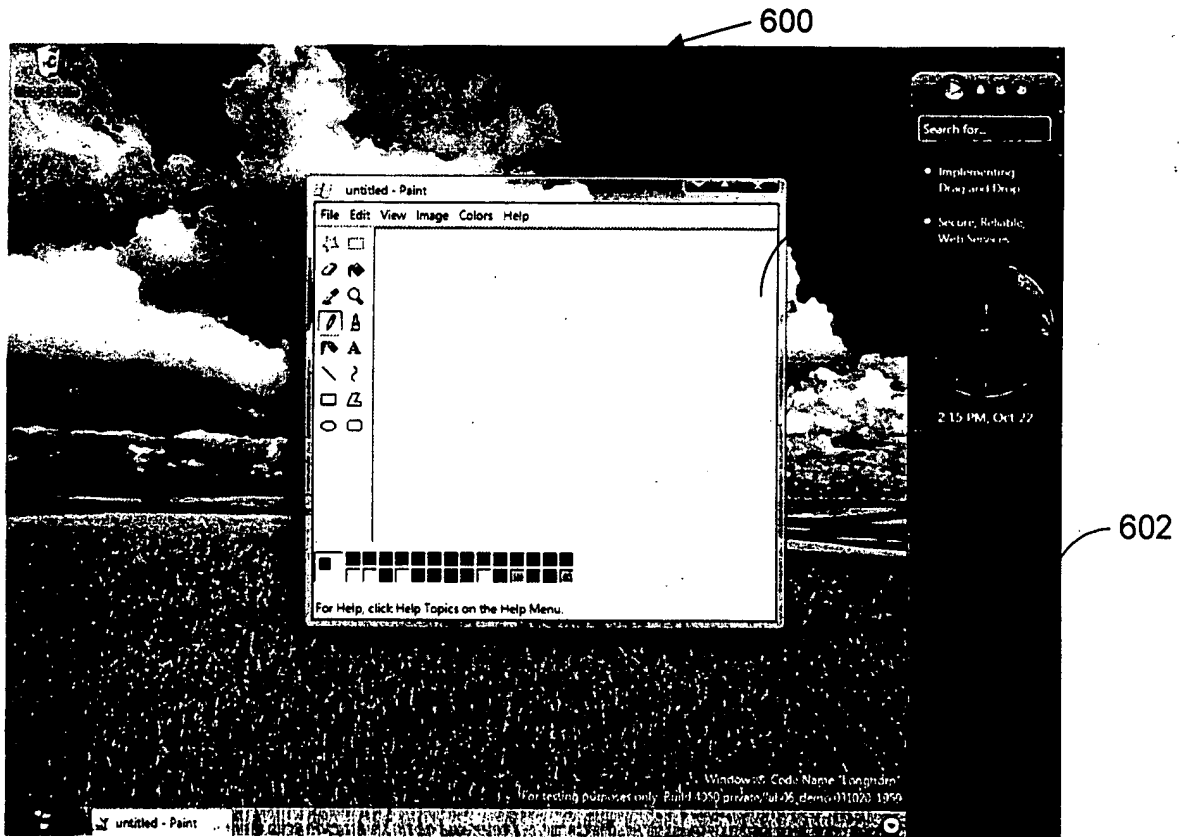 600
Search for...
Implementing
Drag and Drop
untitled - Paint
File Edit View Image Colors Help
Secure, Reliable,
Web Services
A
2:15 PM, Oct 22
602
For Help, click Help Topics on the Help Menu.
Windows® Code Name "Longhorn"
For testing purposes only. Build 4050
untitled - Paint